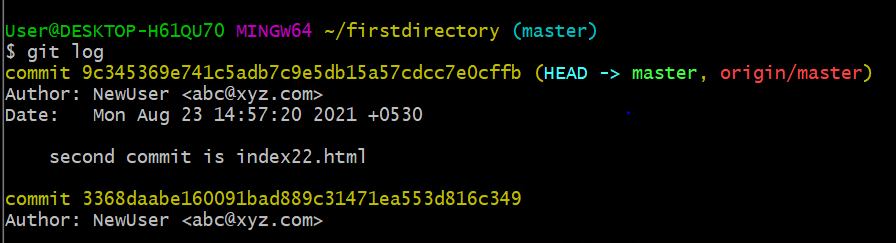 User@DESKTOP-H61QU70 MINGW64 ~/firstdirectory (master)
$ git log
commit 9c345369e741c5adb7c9e5db15a57cdcc7e0cffb (HEAD -> master, origin/master)
Author: NewUser <abc@xyz.com>
Date:   Mon Aug 23 14:57:20 2021 +0530
    second commit is index22.html
commit 3368daabe160091bad889c31471ea553d816c349
Author: NewUser <abc@xyz.com>